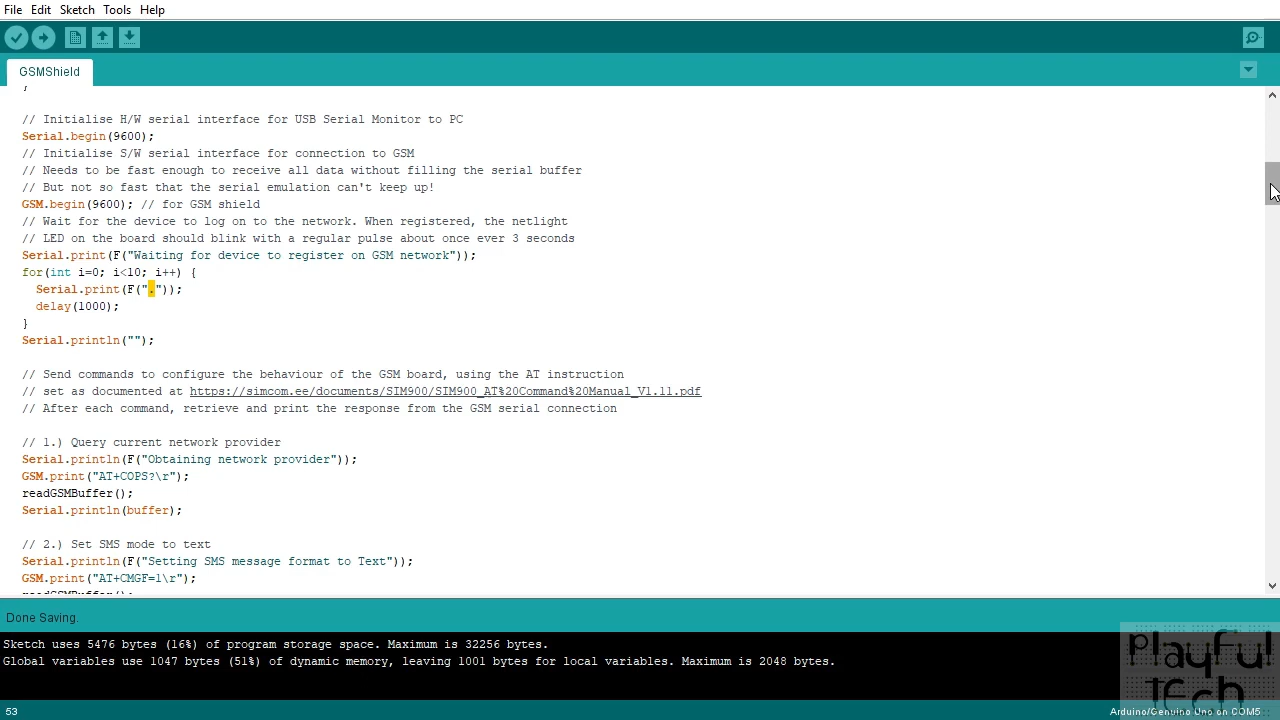 File Edit Sketch Tools Help
GSMShield
}
// Initialise H/W serial interface for USB Serial Monitor to PC
Serial.begin(9600);
// Initialise S/W serial interface for connection to GSM
// Needs to be fast enough to receive all data without filling the serial buffer
// But not so fast that the serial emulation can't keep up!
GSM.begin(9600); // for GSM shield
// Wait for the device to log on to the network. When registered, the netlight
// LED on the board should blink with a regular pulse about once ever 3 seconds
Serial.print(F("Waiting for device to register on GSM network"));
for(int i=0; i<10; i++) {
Serial.print(F("."));
delay(1000);
}
Serial.println("");
// Send commands to configure the behaviour of the GSM board, using the AT instruction
// set as documented at https://simcom.ee/documents/SIM900/SIM900_AT%20Command%20Manual_V1.11.pdf
// After each command, retrieve and print the response from the GSM serial connection
// 1.) Query current network provider
Serial.println(F("Obtaining network provider"));
GSM.print("AT+COPS?\r");
readGSMBuffer();
Serial.println(buffer);
// 2.) Set SMS mode to text
Serial.println(F("Setting SMS message format to Text"));
GSM.print("AT+CMGF=1\r");
readGSMBuffer();
Done Saving.
Sketch uses 5476 bytes (16%) of program storage space. Maximum is 32256 bytes.
Global variables use 1047 bytes (51%) of dynamic memory, leaving 1001 bytes for local variables. Maximum is 2048 bytes.
Playful
Tech
53
Arduino/Genuino Uno on COM5